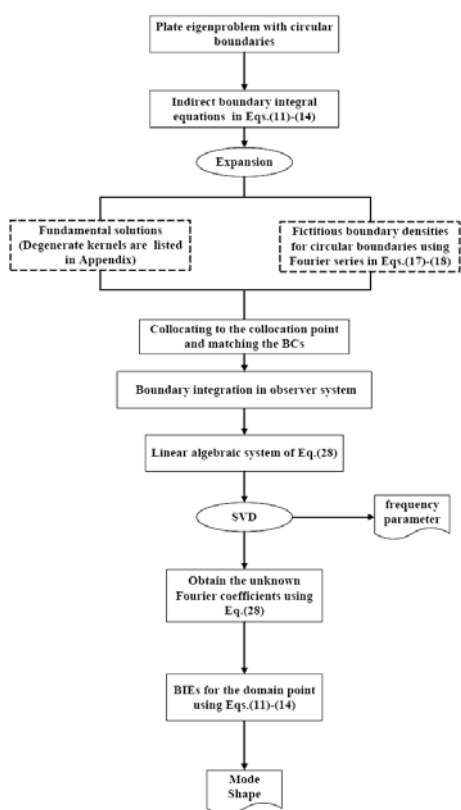 Plate eigenproblem with circular
boundaries
Indirect boundary integral
equations in Eqs.(11)-(14)
Expansion
Fundamental solutions
(Degenerate kernels are listed
in Appendix)
Fictitious boundary densities
for circular boundaries using
Fourier series in Eqs.(17)-(18)
Collocating to the collocation point
and matching the BCs
Boundary integration in observer system
Linear algebraic system of Eq.(28)
SVD
frequency
parameter
Obtain the unknown
Fourier coefficients using
Eq.(28)
BIEs for the domain point
using Eqs.(11)-(14)
Mode
Shape